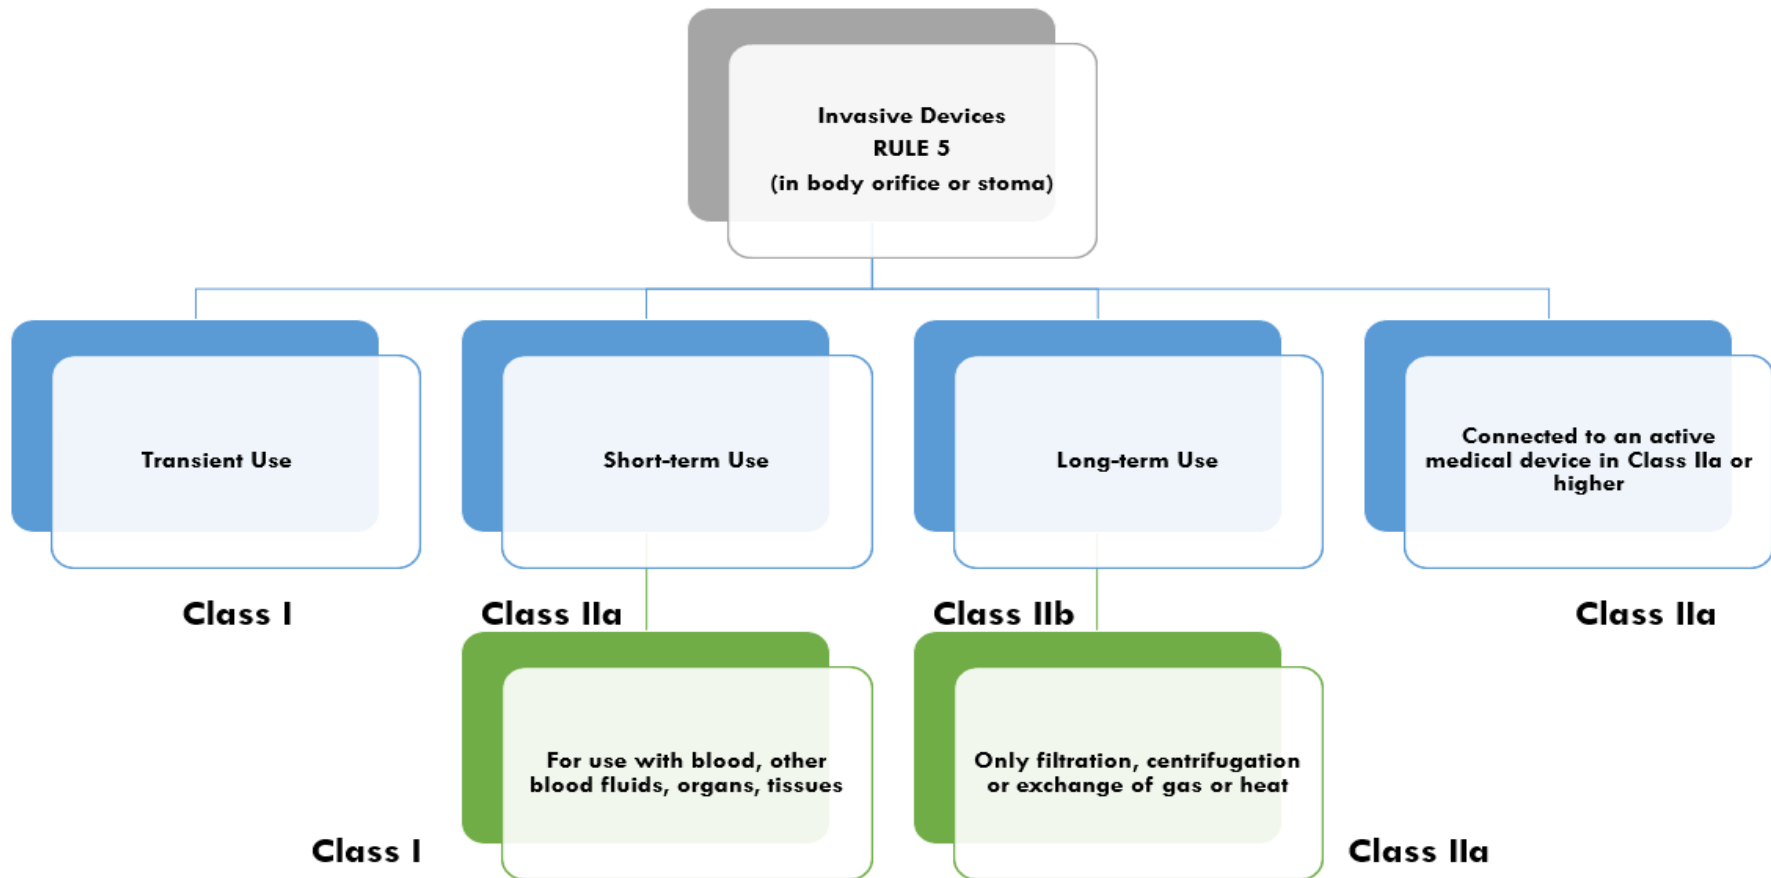 Invasive Devices
RULE 5
(in body orifice or stoma)
Transient Use
Short-term Use
Long-term Use
Connected to an active
medical device in Class IIa or
higher
Class I
Class IIa
Class IIb
Class IIa
For use with blood, other
blood fluids, organs, tissues
Only filtration, centrifugation
or exchange of gas or heat
Class I
Class IIa